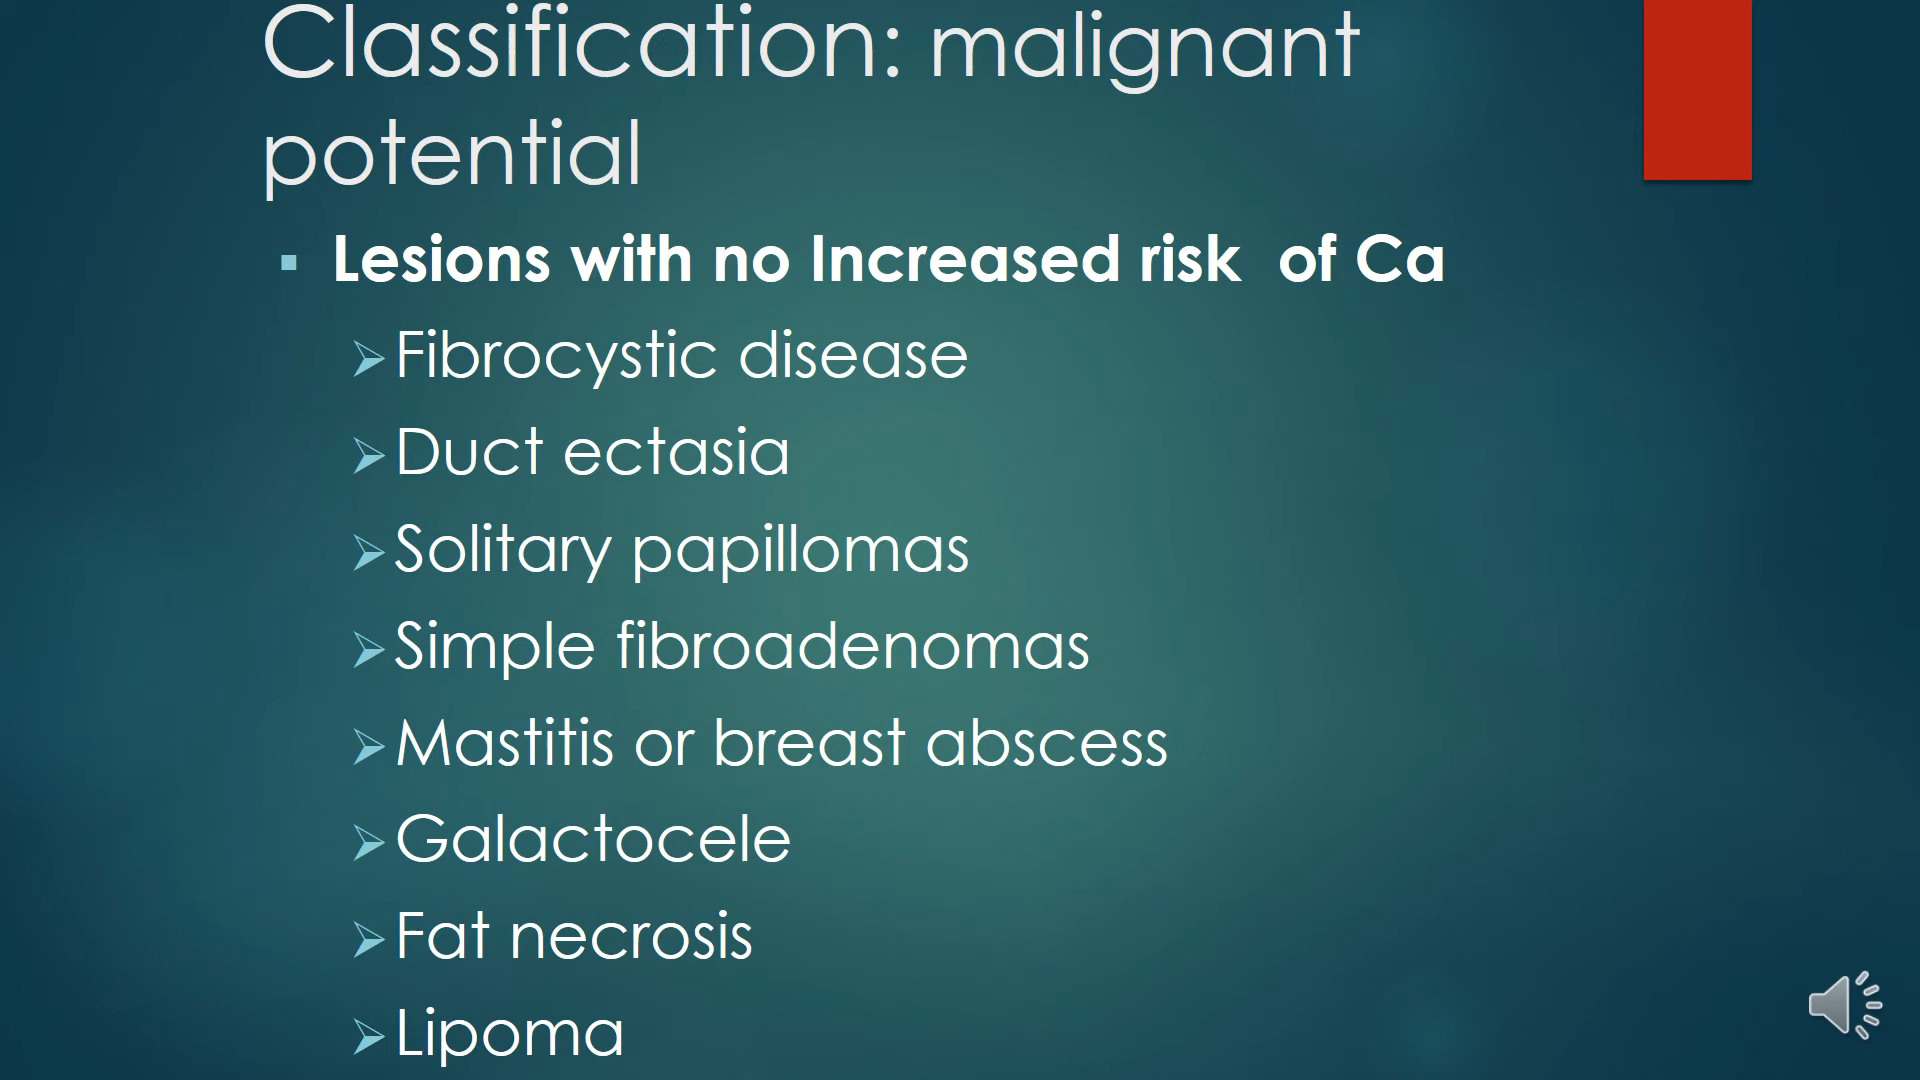 Classification: malignant
potential
Lesions with no Increased risk of Ca
Fibrocystic disease
Duct ectasia
Solitary papillomas
Simple fibroadenomas
Mastitis or breast abscess
Galactocele
Fat necrosis
Lipoma